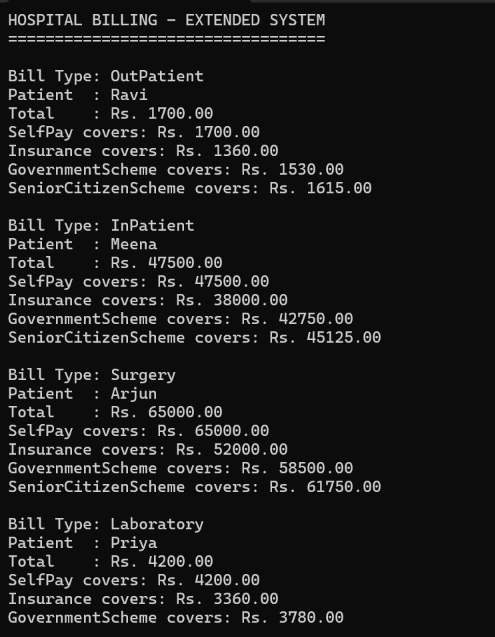 HOSPITAL BILLING - EXTENDED SYSTEM
==================================
Bill Type: OutPatient
Patient  : Ravi
Total    : Rs. 1700.00
SelfPay covers: Rs. 1700.00
Insurance covers: Rs. 1360.00
GovernmentScheme covers: Rs. 1530.00
SeniorCitizenScheme covers: Rs. 1615.00
Bill Type: InPatient
Patient  : Meena
Total    : Rs. 47500.00
SelfPay covers: Rs. 47500.00
Insurance covers: Rs. 38000.00
GovernmentScheme covers: Rs. 42750.00
SeniorCitizenScheme covers: Rs. 45125.00
Bill Type: Surgery
Patient  : Arjun
Total    : Rs. 65000.00
SelfPay covers: Rs. 65000.00
Insurance covers: Rs. 52000.00
GovernmentScheme covers: Rs. 58500.00
SeniorCitizenScheme covers: Rs. 61750.00
Bill Type: Laboratory
Patient  : Priya
Total    : Rs. 4200.00
SelfPay covers: Rs. 4200.00
Insurance covers: Rs. 3360.00
GovernmentScheme covers: Rs. 3780.00